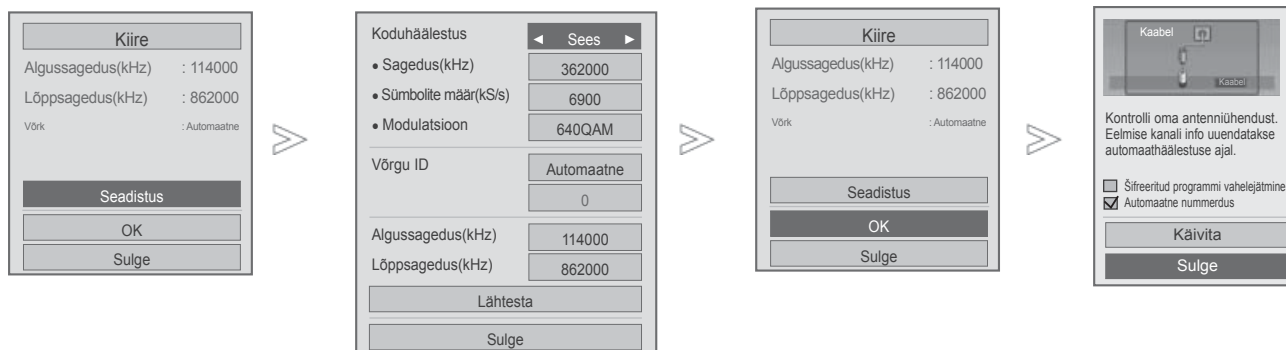 Kiire
Algussagedus(kHz) : 114000
Lõppsagedus(kHz) : 862000
Võrk : Automaatne
Seadistus
OK
Sulge
Koduhäälestus ◄ Sees ►
• Sagedus(kHz) 362000
• Sümbolite määr(kS/s) 6900
• Modulatsioon 640QAM
Võrgu ID Automaatne
0
Algussagedus(kHz) 114000
Lõppsagedus(kHz) 862000
Lähtesta
Sulge
Kiire
Algussagedus(kHz) : 114000
Lõppsagedus(kHz) : 862000
Võrk : Automaatne
Seadistus
OK
Sulge
Kaabel
Kaabel
Kontrolli oma antenniühendust.
Eelmise kanali info uuendatakse
automaathäälestuse ajal.
Šifreeritud programmi vahelejätmine
Automaatne nummerdus
Käivita
Sulge